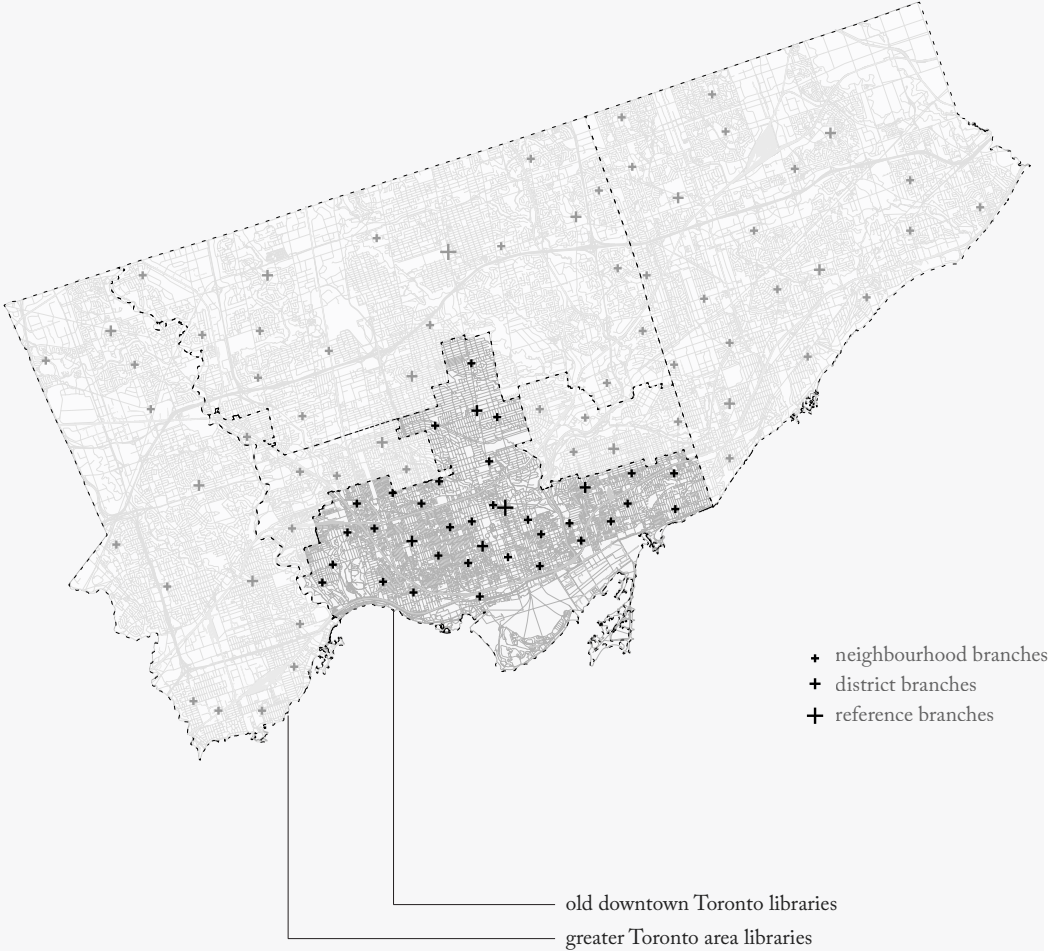 neighbourhood branches
district branches
reference branches
old downtown Toronto libraries
greater Toronto area libraries